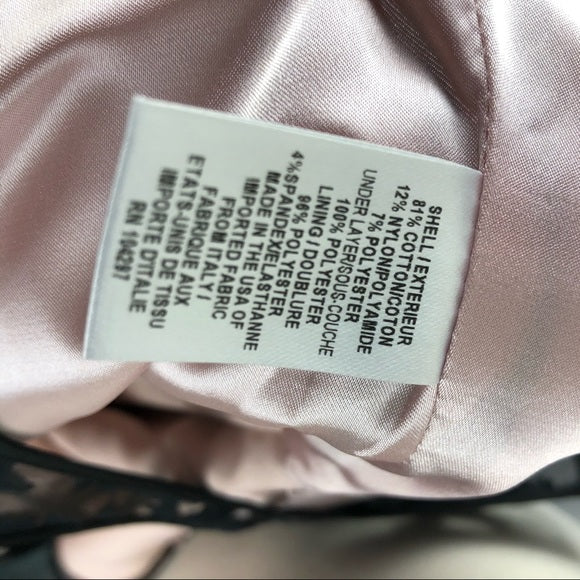 SHELL / EXTERIEUR
81% COTTON/COTON
12% NYLON/POLYAMIDE
7% POLYESTER
UNDER LAYER/SOUS-COUCHE
100% POLYESTER
LINING / DOUBLURE
96% POLYESTER
4%SPANDEX/ELASTHANNE
MADE IN THE USA OF
IMPORTED FABRIC
FROM ITALY /
FABRIQUE AUX
ETATS-UNIS DE TISSU
IMPORTE D'ITALIE
RN 104297